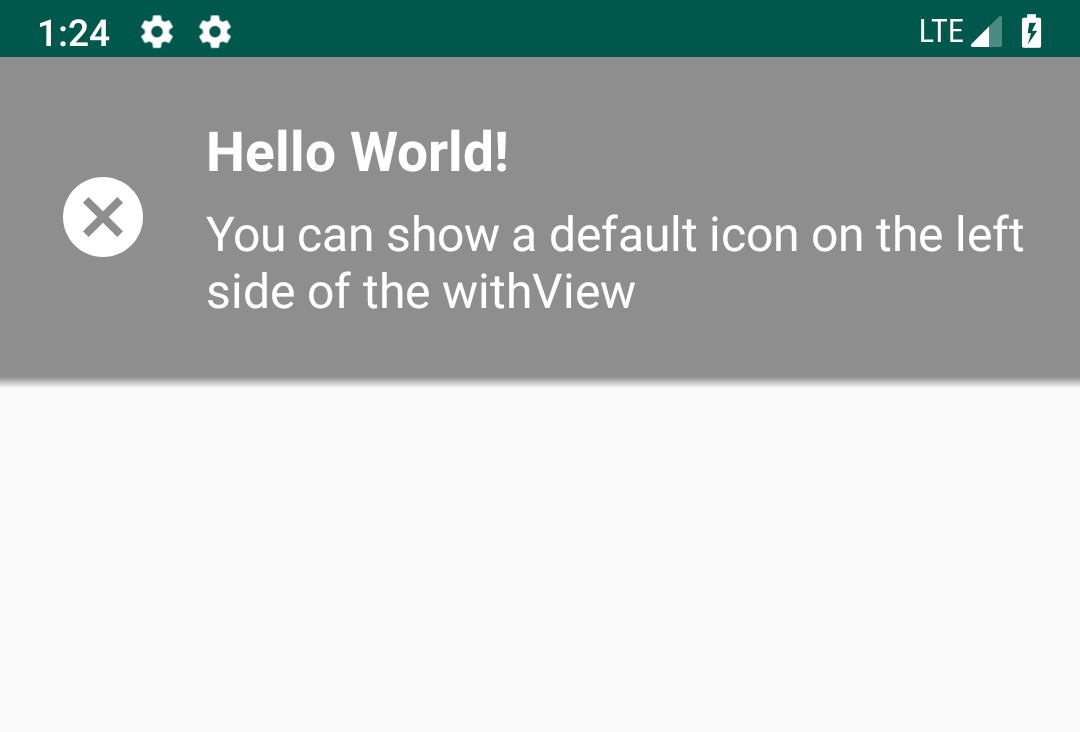 1:24 LTE
Hello World!
You can show a default icon on the left
side of the withView